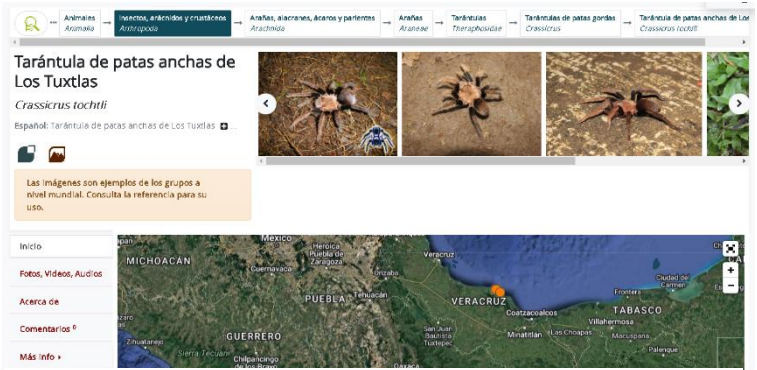 Animales
Animalia
→
Insectos, arácnidos y crustáceos
Arthropoda
→
Arañas, alacranes, ácaros y parientes
Arachnida
→
Arañas
Araneae
→
Tarántulas
Theraphosidae
→
Tarántulas de patas gordas
Crassicrus
→
Tarántula de patas anchas de Los
Crassicrus tochtli
Tarántula de patas anchas de
Los Tuxtlas
Crassicrus tochtli
Español: Tarántula de patas anchas de Los Tuxtlas
Las imágenes son ejemplos de los grupos a
nivel mundial. Consulta la referencia para su
uso.
Inicio
Fotos, Videos, Audios
Acerca de
Comentarios 0
Más info
México
MICHOACÁN
Cuernavaca
Heroica
Puebla de
Zaragoza
Orizaba
Veracruz
PUEBLA
Tehuacán
VERACRUZ
Coatzacoalcos
Minatitlán
Las Choapas
San Juan
Bautista
Tuxtepec
Ciudad del
Carmen
Frontera
TABASCO
Villahermosa
Macuspana
Palenque
GUERRERO
Zihuatanejo
Sierra Tecuani
Chilpancingo
de los Bravo
Oaxaca
+
−